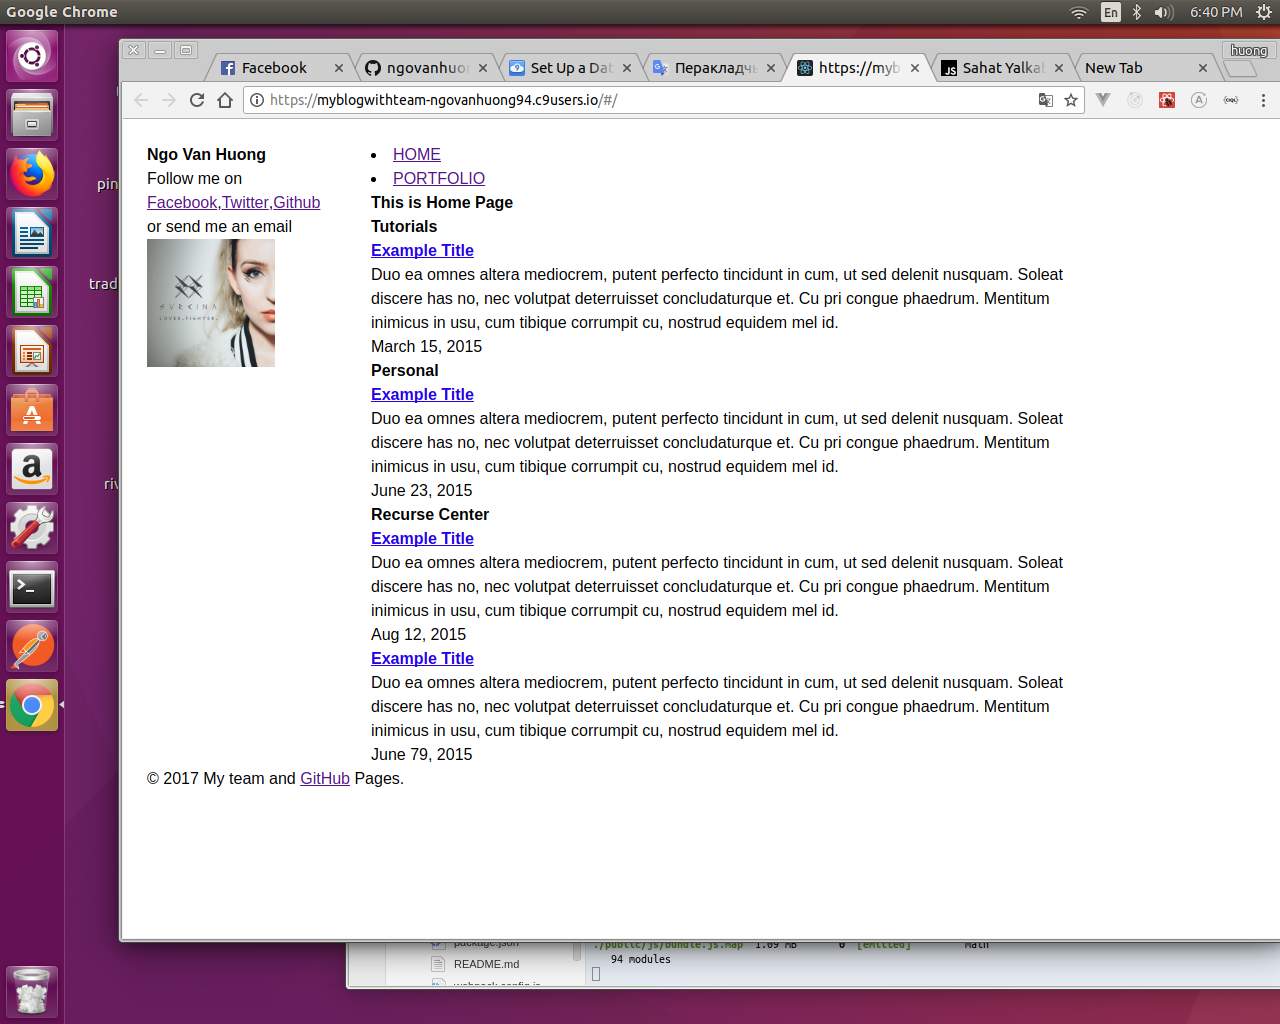 Google Chrome
En
6:40 PM
huong
Facebook
ngovanhuon
Set Up a Dat
Перакладчы
https://myb
Sahat Yalkab
New Tab
https://myblogwithteam-ngovanhuong94.c9users.io/#/
Ngo Van Huong
Follow me on
Facebook,Twitter,Github
or send me an email
SVRCINA
LOVER.FIGHTER.
HOME
PORTFOLIO
This is Home Page
Tutorials
Example Title
Duo ea omnes altera mediocrem, putent perfecto tincidunt in cum, ut sed delenit nusquam. Soleat
discere has no, nec volutpat deterruisset concludaturque et. Cu pri congue phaedrum. Mentitum
inimicus in usu, cum tibique corrumpit cu, nostrud equidem mel id.
March 15, 2015
Personal
Example Title
Duo ea omnes altera mediocrem, putent perfecto tincidunt in cum, ut sed delenit nusquam. Soleat
discere has no, nec volutpat deterruisset concludaturque et. Cu pri congue phaedrum. Mentitum
inimicus in usu, cum tibique corrumpit cu, nostrud equidem mel id.
June 23, 2015
Recurse Center
Example Title
Duo ea omnes altera mediocrem, putent perfecto tincidunt in cum, ut sed delenit nusquam. Soleat
discere has no, nec volutpat deterruisset concludaturque et. Cu pri congue phaedrum. Mentitum
inimicus in usu, cum tibique corrumpit cu, nostrud equidem mel id.
Aug 12, 2015
Example Title
Duo ea omnes altera mediocrem, putent perfecto tincidunt in cum, ut sed delenit nusquam. Soleat
discere has no, nec volutpat deterruisset concludaturque et. Cu pri congue phaedrum. Mentitum
inimicus in usu, cum tibique corrumpit cu, nostrud equidem mel id.
June 79, 2015
© 2017 My team and GitHub Pages.
pin
trad
riv
package.json
README.md
webpack.config.js
./public/js/bundle.js.map 1.09 MB 0 [emitted] main
94 modules